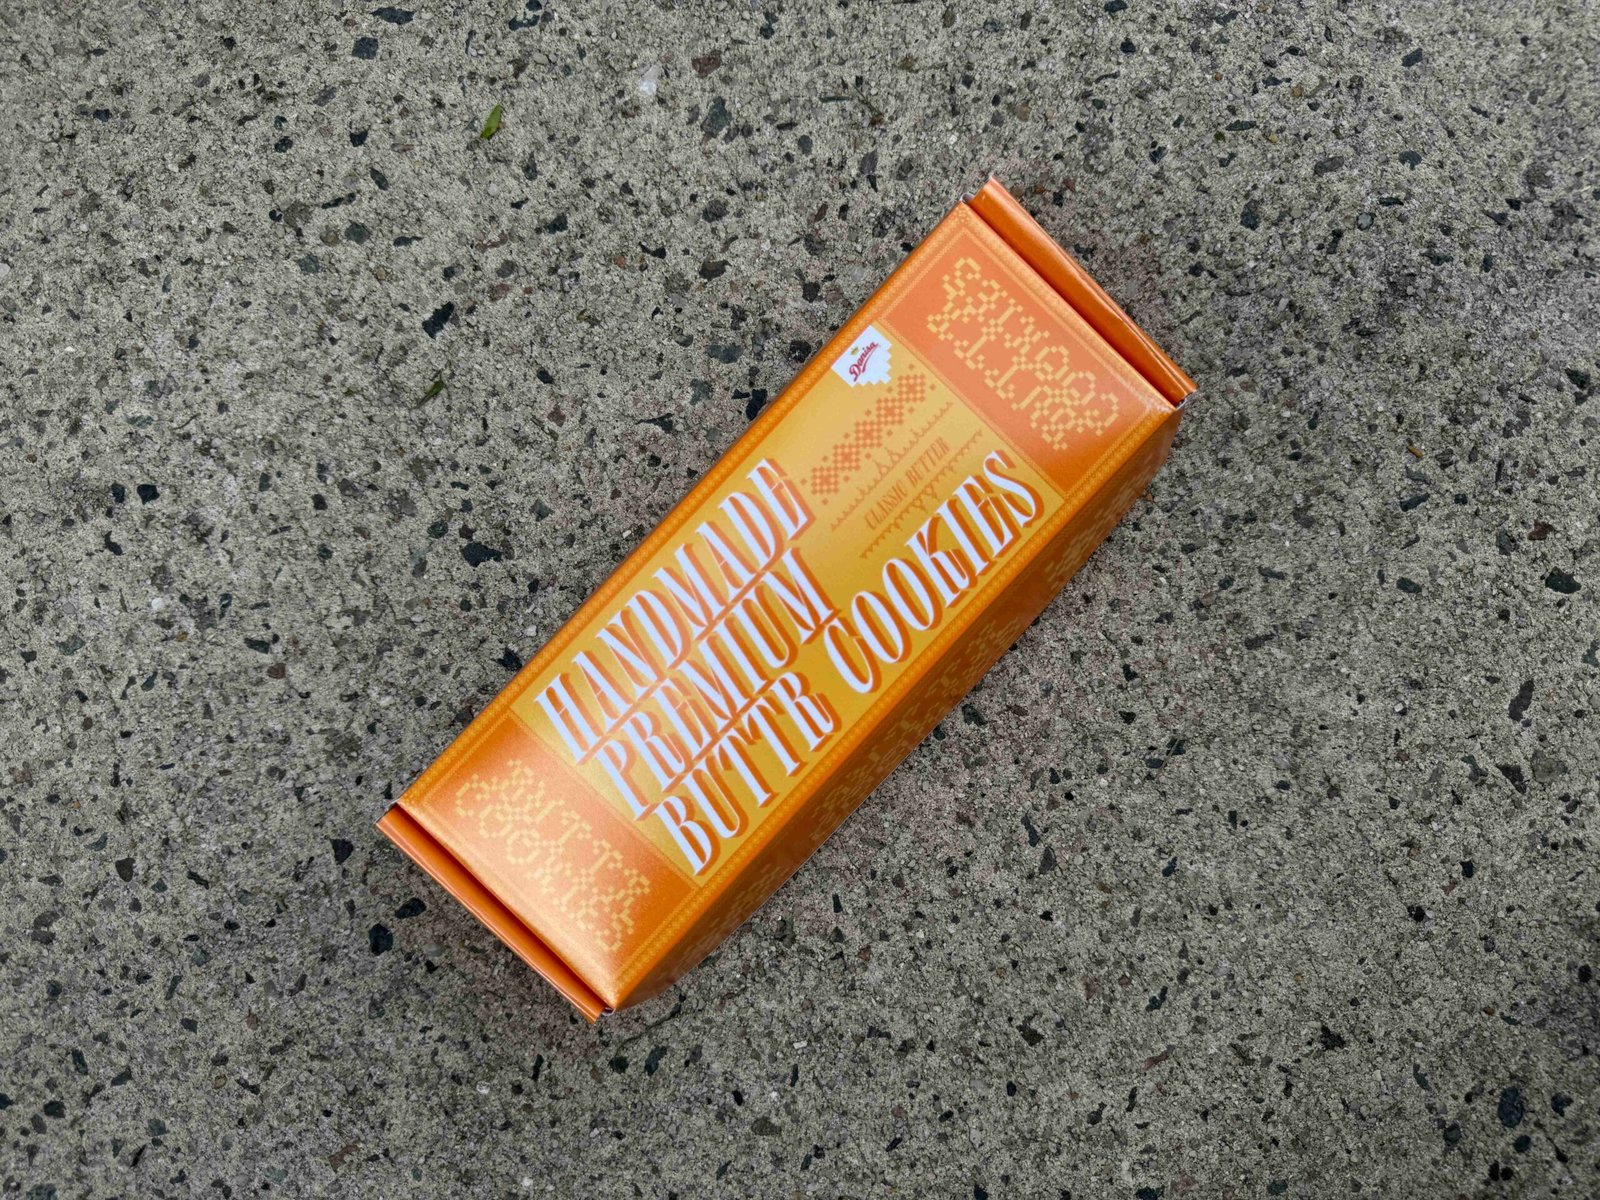 Danisa
CLASSIC BUTTER
HANDMADE
PREMIUM
BUTTR COOKIES